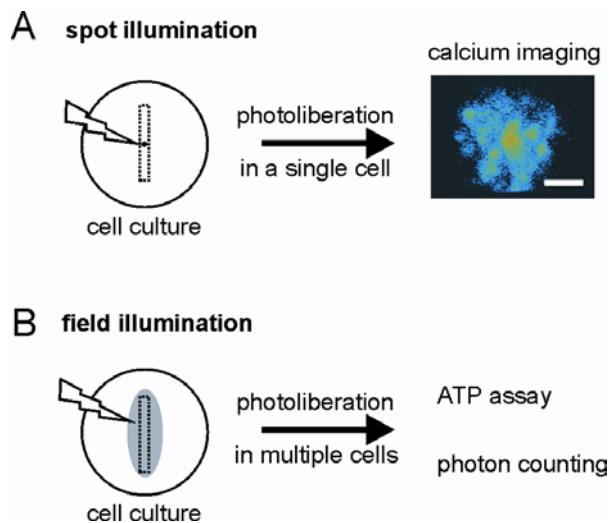 A spot illumination
calcium imaging
photoliberation
in a single cell
cell culture
B field illumination
photoliberation
in multiple cells
ATP assay
photon counting
cell culture